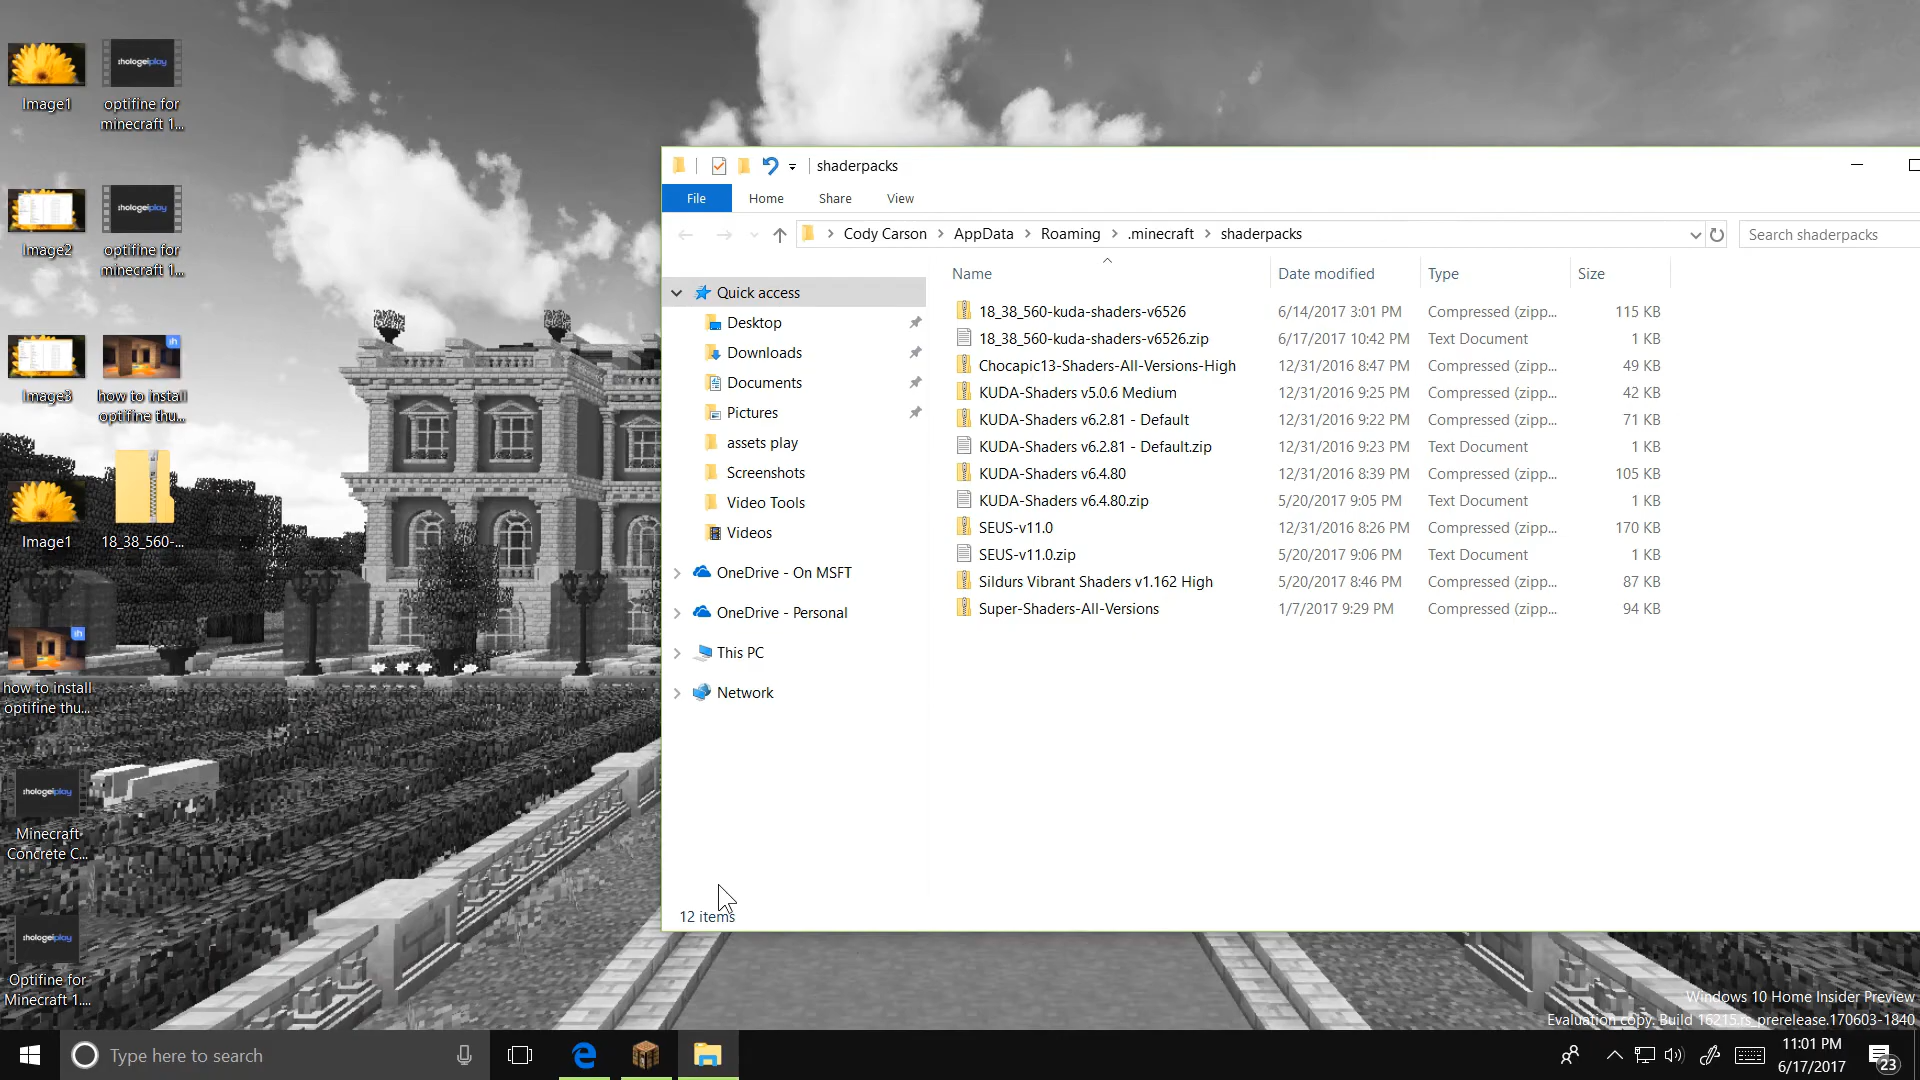 Image1
:hologeiplay
optifine for
minecraft 1...
Image2
:hologeiplay
optifine for
minecraft 1...
Image3
ih
how to install
optifine thu...
Image1
18_38_560-...
ih
how to install
optifine thu...
:hologeiplay
Minecraft
Concrete C...
:hologeiplay
Optifine for
Minecraft 1....
shaderpacks
File Home Share View
Cody Carson AppData Roaming .minecraft shaderpacks
Search shaderpacks
Name Date modified Type Size
Quick access
Desktop
Downloads
Documents
Pictures
assets play
Screenshots
Video Tools
Videos
OneDrive - On MSFT
OneDrive - Personal
This PC
Network
18_38_560-kuda-shaders-v6526 6/14/2017 3:01 PM Compressed (zipp... 115 KB
18_38_560-kuda-shaders-v6526.zip 6/17/2017 10:42 PM Text Document 1 KB
Chocapic13-Shaders-All-Versions-High 12/31/2016 8:47 PM Compressed (zipp... 49 KB
KUDA-Shaders v5.0.6 Medium 12/31/2016 9:25 PM Compressed (zipp... 42 KB
KUDA-Shaders v6.2.81 - Default 12/31/2016 9:22 PM Compressed (zipp... 71 KB
KUDA-Shaders v6.2.81 - Default.zip 12/31/2016 9:23 PM Text Document 1 KB
KUDA-Shaders v6.4.80 12/31/2016 8:39 PM Compressed (zipp... 105 KB
KUDA-Shaders v6.4.80.zip 5/20/2017 9:05 PM Text Document 1 KB
SEUS-v11.0 12/31/2016 8:26 PM Compressed (zipp... 170 KB
SEUS-v11.0.zip 5/20/2017 9:06 PM Text Document 1 KB
Sildurs Vibrant Shaders v1.162 High 5/20/2017 8:46 PM Compressed (zipp... 87 KB
Super-Shaders-All-Versions 1/7/2017 9:29 PM Compressed (zipp... 94 KB
12 items
Windows 10 Home Insider Preview
Evaluation copy. Build 16215.rs_prerelease.170603-1840
Type here to search
11:01 PM
6/17/2017
23